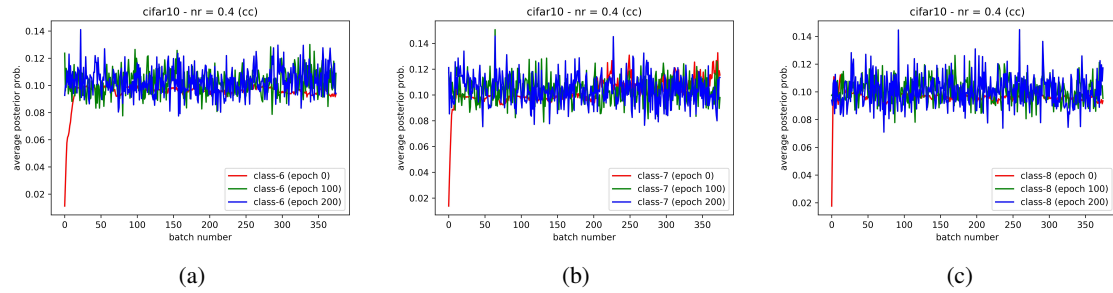 cifar10 - nr = 0.4 (cc)
average posterior prob.
0.14
0.12
0.10
0.08
0.06
0.04
0.02
class-6 (epoch 0)
class-6 (epoch 100)
class-6 (epoch 200)
0 50 100 150 200 250 300 350
batch number
(a)
cifar10 - nr = 0.4 (cc)
average posterior prob.
0.14
0.12
0.10
0.08
0.06
0.04
0.02
class-7 (epoch 0)
class-7 (epoch 100)
class-7 (epoch 200)
0 50 100 150 200 250 300 350
batch number
(b)
cifar10 - nr = 0.4 (cc)
average posterior prob.
0.14
0.12
0.10
0.08
0.06
0.04
0.02
class-8 (epoch 0)
class-8 (epoch 100)
class-8 (epoch 200)
0 50 100 150 200 250 300 350
batch number
(c)